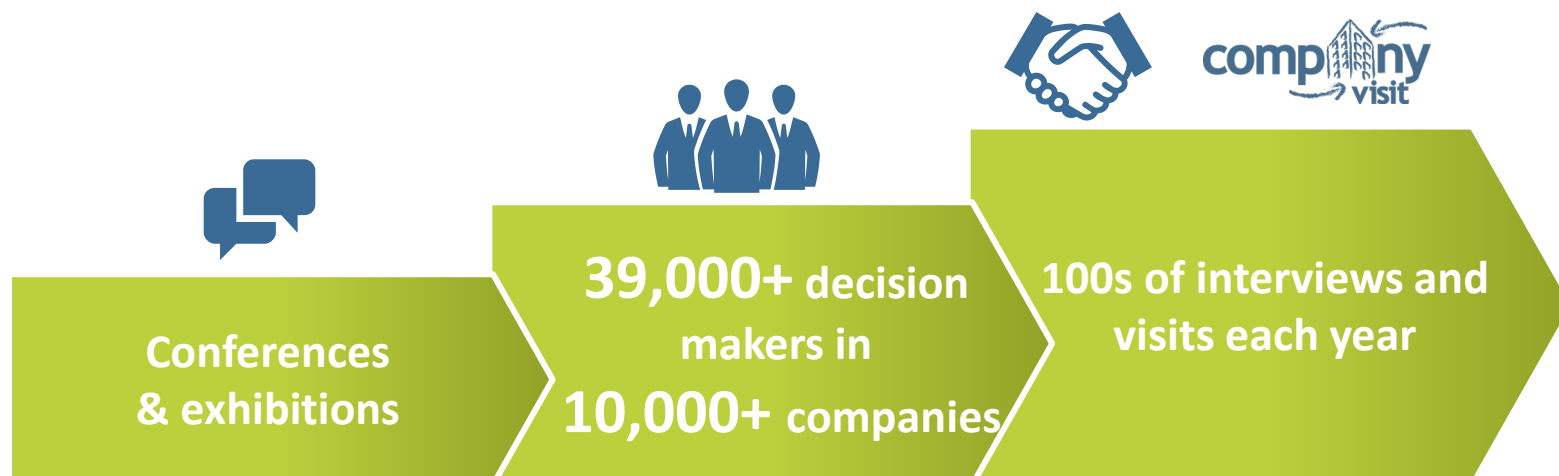 company
visit
Conferences
& exhibitions
39,000+ decision
makers in
10,000+ companies
100s of interviews and
visits each year